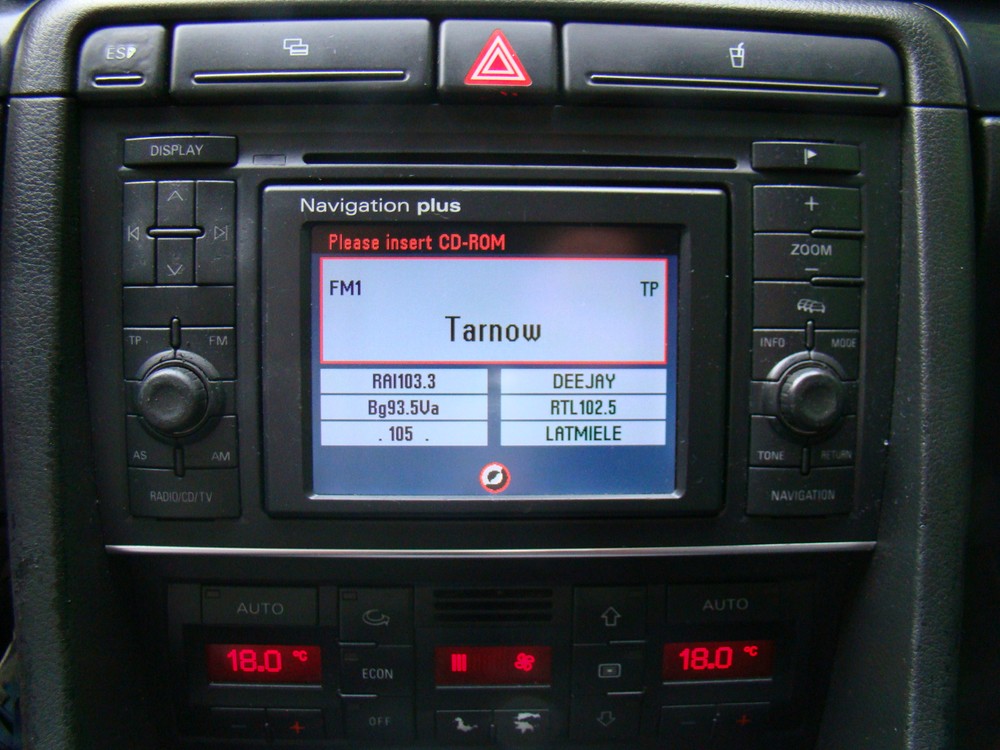 ESP
DISPLAY
Navigation plus
Please insert CD-ROM
FM1 TP
Tarnow
RAI103.3 DEEJAY
Bg93.5Va RTL102.5
. 105 . LATMIELE
TP FM
AS AM
RADIO/CD/TV
+
ZOOM
−
INFO MODE
TONE RETURN
NAVIGATION
AUTO AUTO
18.0 °C 18.0 °C
ECON
OFF
− + − +